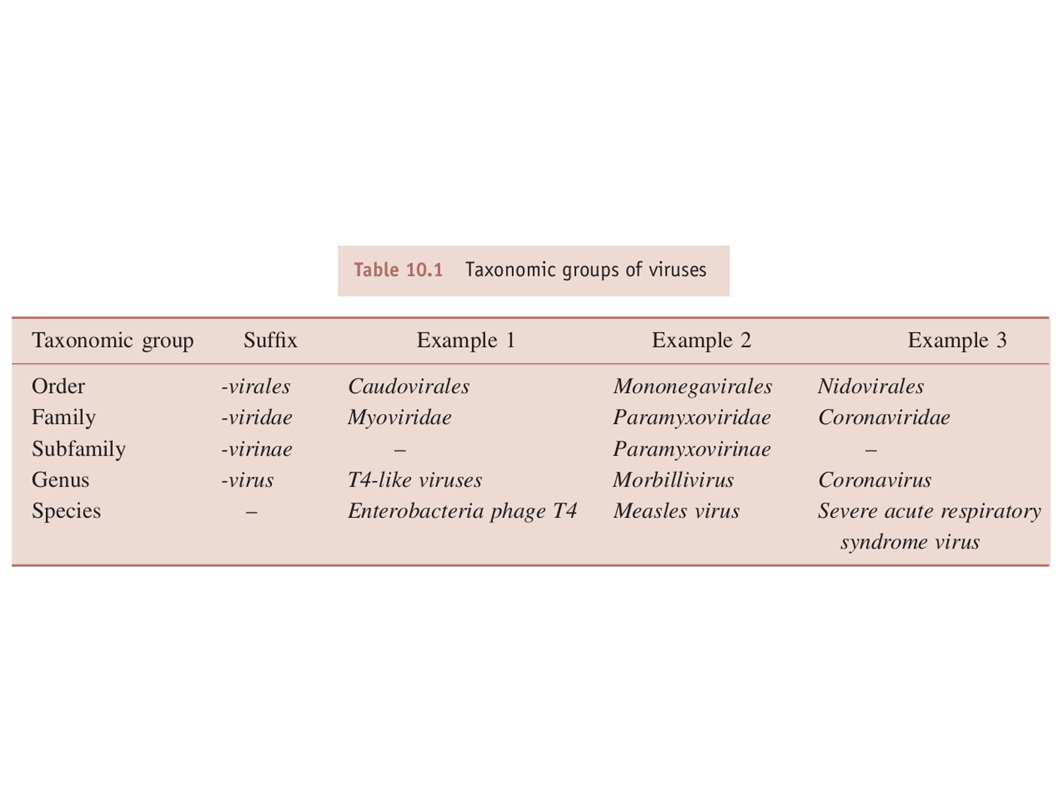 Table 10.1 Taxonomic groups of viruses
Taxonomic group Suffix Example 1 Example 2 Example 3
Order -virales Caudovirales Mononegavirales Nidovirales
Family -viridae Myoviridae Paramyxoviridae Coronaviridae
Subfamily -virinae – Paramyxovirinae –
Genus -virus T4-like viruses Morbillivirus Coronavirus
Species – Enterobacteria phage T4 Measles virus Severe acute respiratory
syndrome virus